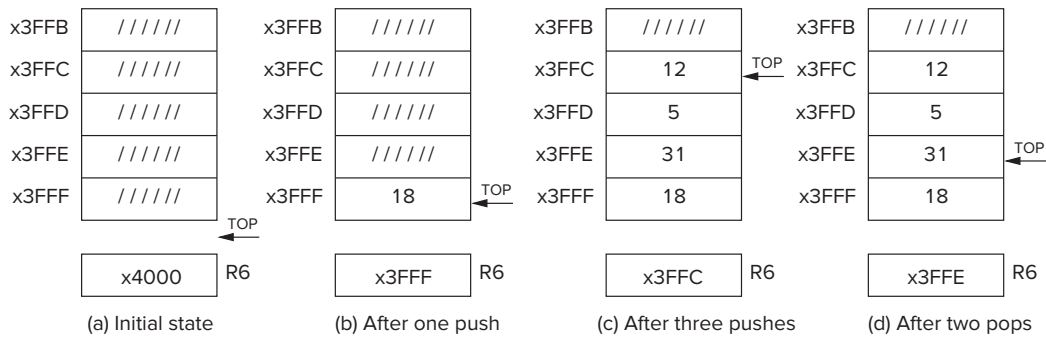 x3FFB / / / / / / x3FFB / / / / / / x3FFB / / / / / / x3FFB / / / / / /
x3FFC / / / / / / x3FFC / / / / / / x3FFC 12 TOP x3FFC 12
x3FFD / / / / / / x3FFD / / / / / / x3FFD 5 x3FFD 5
x3FFE / / / / / / x3FFE / / / / / / x3FFE 31 x3FFE 31 TOP
x3FFF / / / / / / x3FFF 18 TOP x3FFF 18 x3FFF 18
TOP
x4000 R6 x3FFF R6 x3FFC R6 x3FFE R6
(a) Initial state (b) After one push (c) After three pushes (d) After two pops